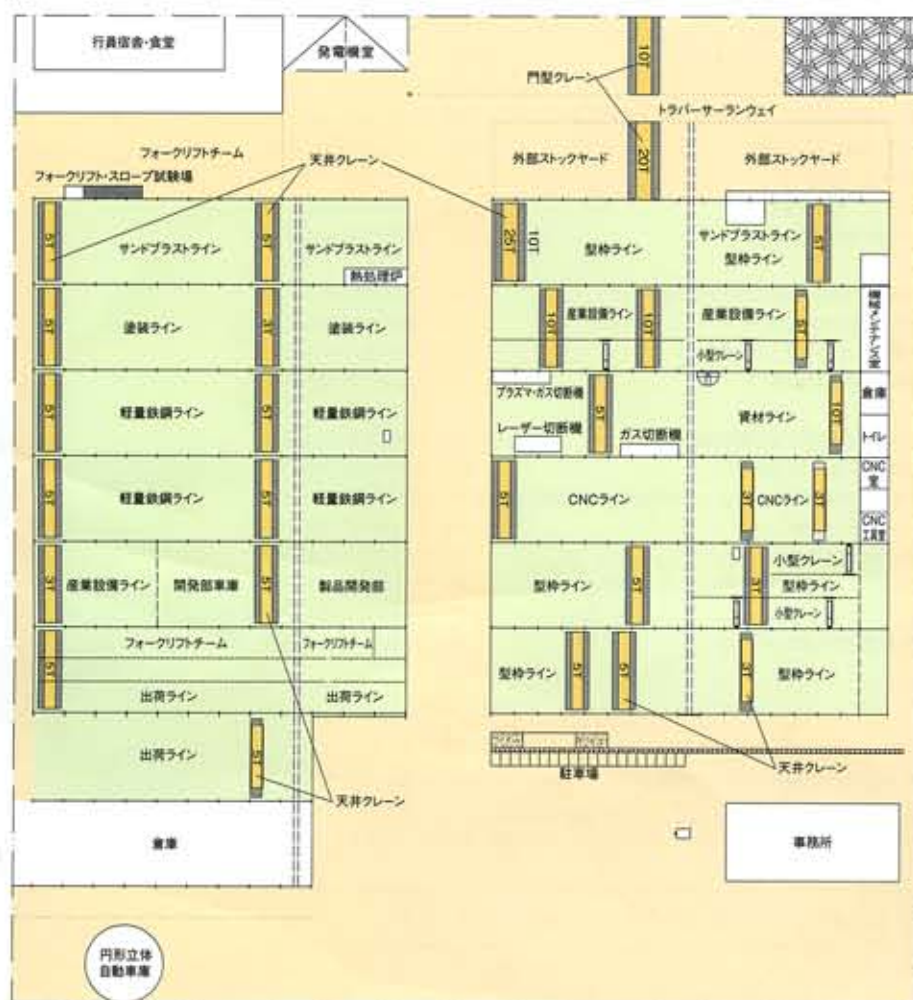 行員宿舎・食堂
発電機室
10T
門型クレーン
トラバーサーランウェイ
フォークリフトチーム
天井クレーン
外部ストックヤード
20T
外部ストックヤード
フォークリフト・スロープ試験場
5T
サンドブラストライン
5T
サンドブラストライン
熱処理炉
25T
10T
型枠ライン
サンドブラストライン
型枠ライン
5T
5T
塗装ライン
3T
塗装ライン
10T
産業設備ライン
10T
産業設備ライン
5T
小型クレーン
機械メンテナンス室
5T
軽量鉄鋼ライン
5T
軽量鉄鋼ライン
プラズマ・ガス切断機
5T
レーザー切断機
ガス切断機
資材ライン
10T
倉庫
トイレ
5T
軽量鉄鋼ライン
5T
軽量鉄鋼ライン
5T
CNCライン
3T
CNCライン
3T
CNC
室
CNC
工具室
3T
産業設備ライン
開発部車庫
5T
製品開発部
型枠ライン
5T
3T
小型クレーン
型枠ライン
小型クレーン
5T
フォークリフトチーム
フォークリフトチーム
出荷ライン
出荷ライン
型枠ライン
5T
5T
3T
型枠ライン
出荷ライン
5T
天井クレーン
駐車場
天井クレーン
倉庫
事務所
円形立体
自動車庫